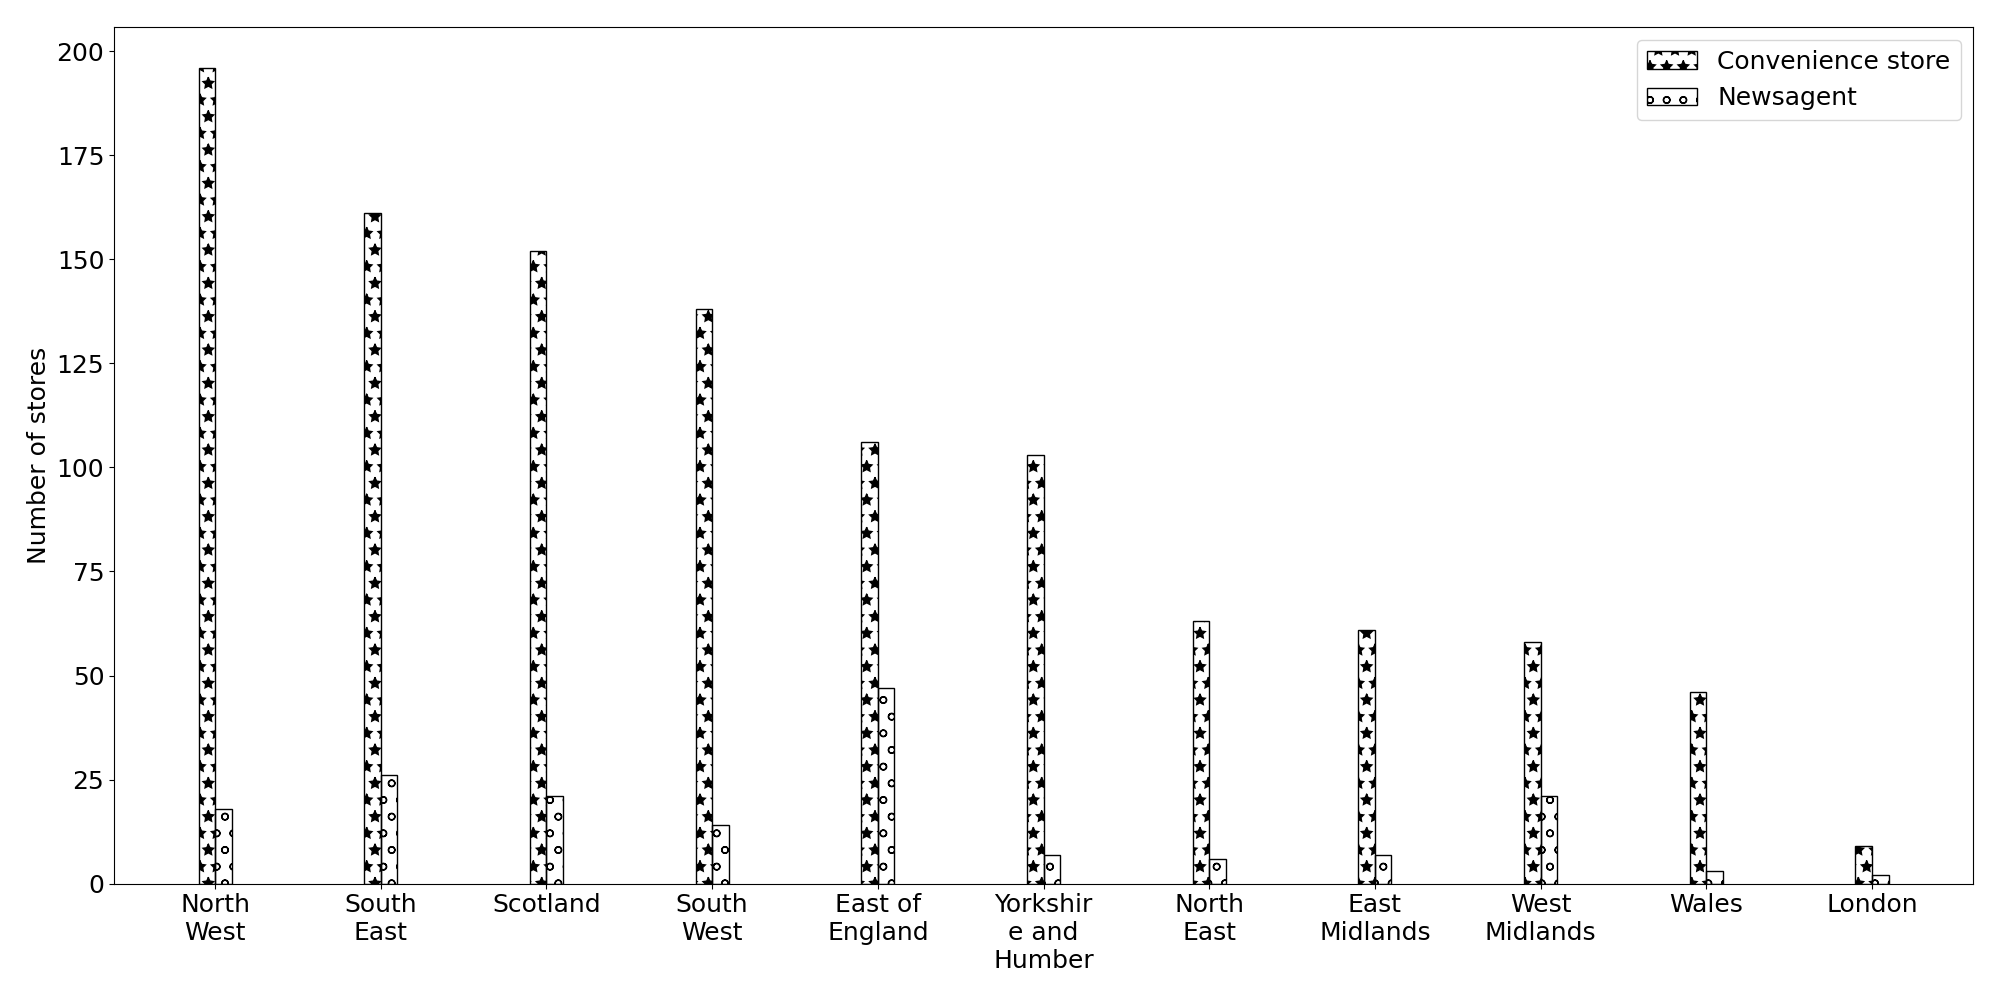 200
175
150
125
100
75
50
25
0
Number of stores
Convenience store
Newsagent
North
West
South
East
Scotland
South
West
East of
England
Yorkshir
e and
Humber
North
East
East
Midlands
West
Midlands
Wales
London